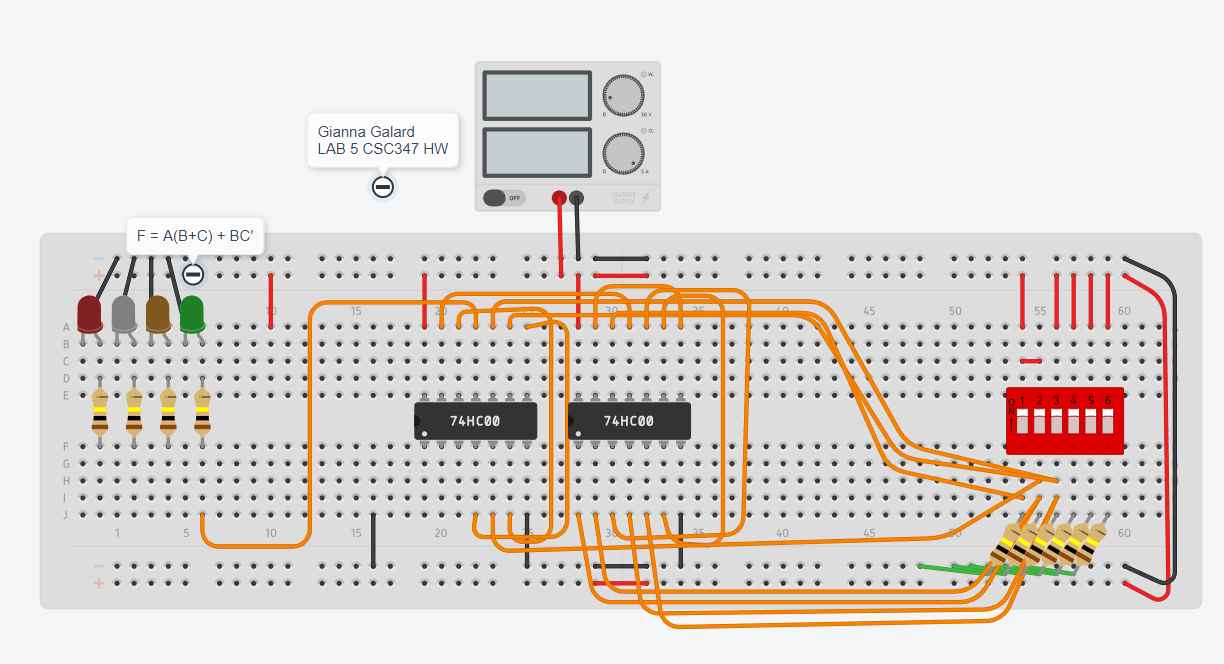 Gianna Galard
LAB 5 CSC347 HW
OFF
VOLTAGE
SUPPLY
F = A(B+C) + BC'
10 15 20 30 35 40 45 50 55 60
A
B
C
D
E
74HC00 74HC00
ON
1 2 3 4 5 6
F
G
H
I
J
1 5 10 15 20 25 30 35 40 45 50 60